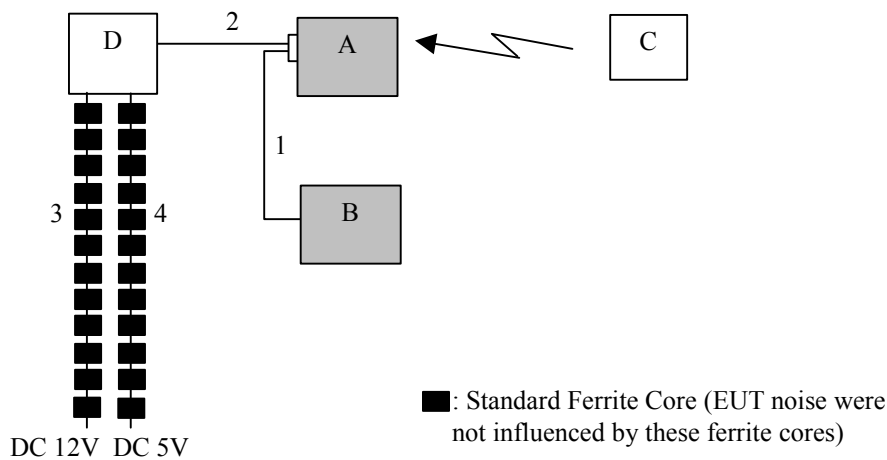 D
2
A
C
1
3
4
B
■: Standard Ferrite Core (EUT noise were
not influenced by these ferrite cores)
DC 12V DC 5V